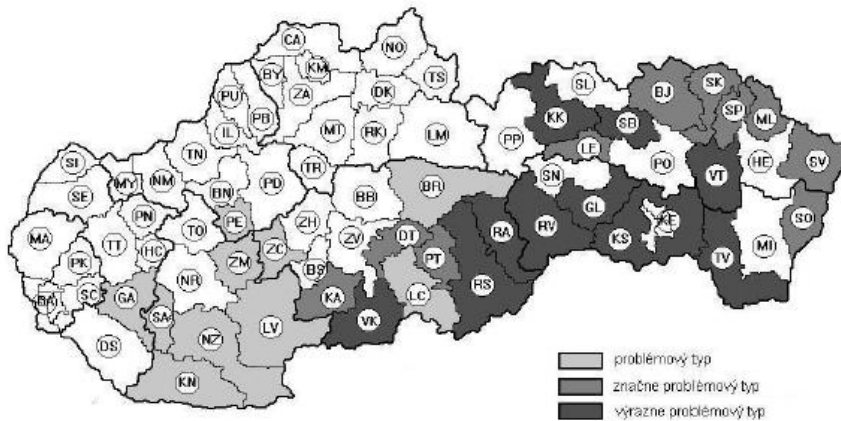 CA
NO
BY
KM
TS
PU
ZA
DK
PB
IL
MT
RK
LM
TN
SI
TR
MY
NM
PD
SE
BN
BB
BR
PN
PE
ZH
MA
TT
TO
HC
ZC
ZV
DT
PK
ZM
BS
PT
NR
BA
SC
GA
SA
KA
LC
VK
LV
RS
RA
DS
NZ
KN
SL
BJ
SK
KK
SB
SP
ML
PP
LE
PO
HE
SV
SN
VT
GL
RV
KS
KE
SO
MI
TV
problémový typ
značne problémový typ
výrazne problémový typ